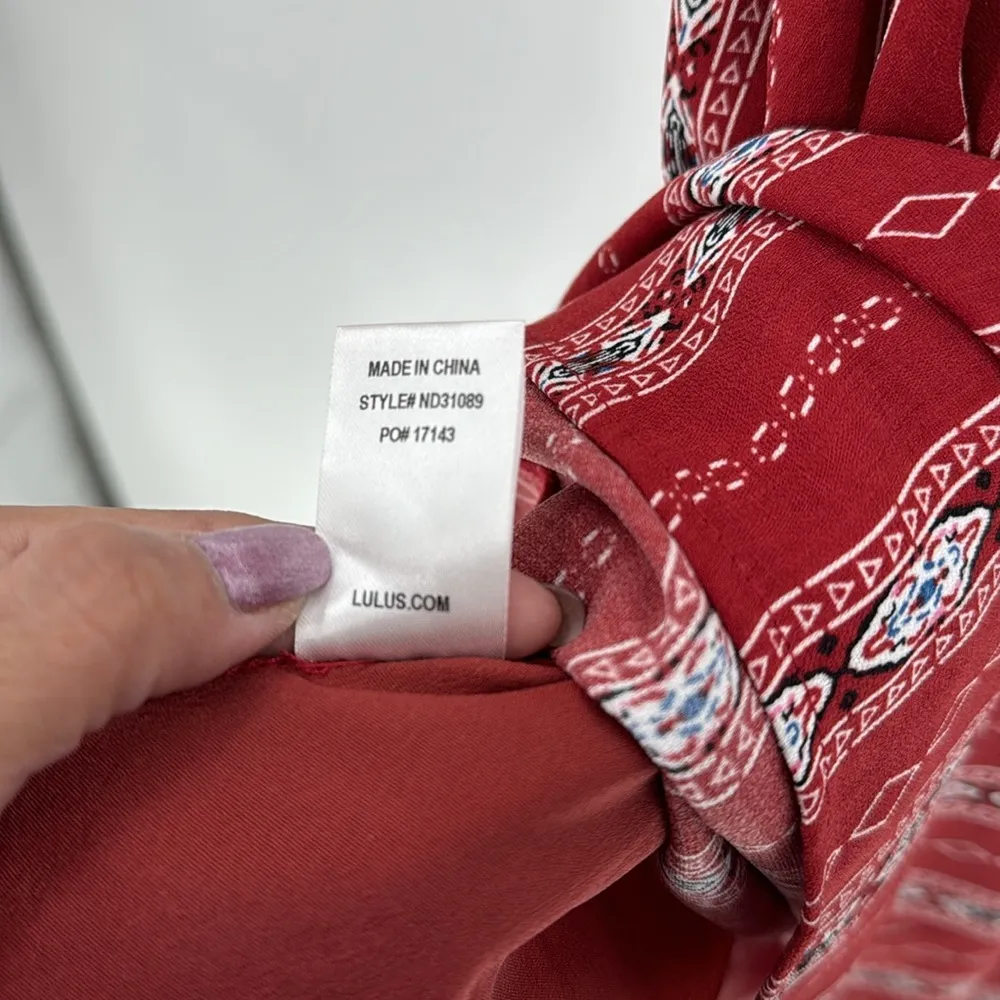 MADE IN CHINA
STYLE# ND31089
PO# 17143
LULUS.COM